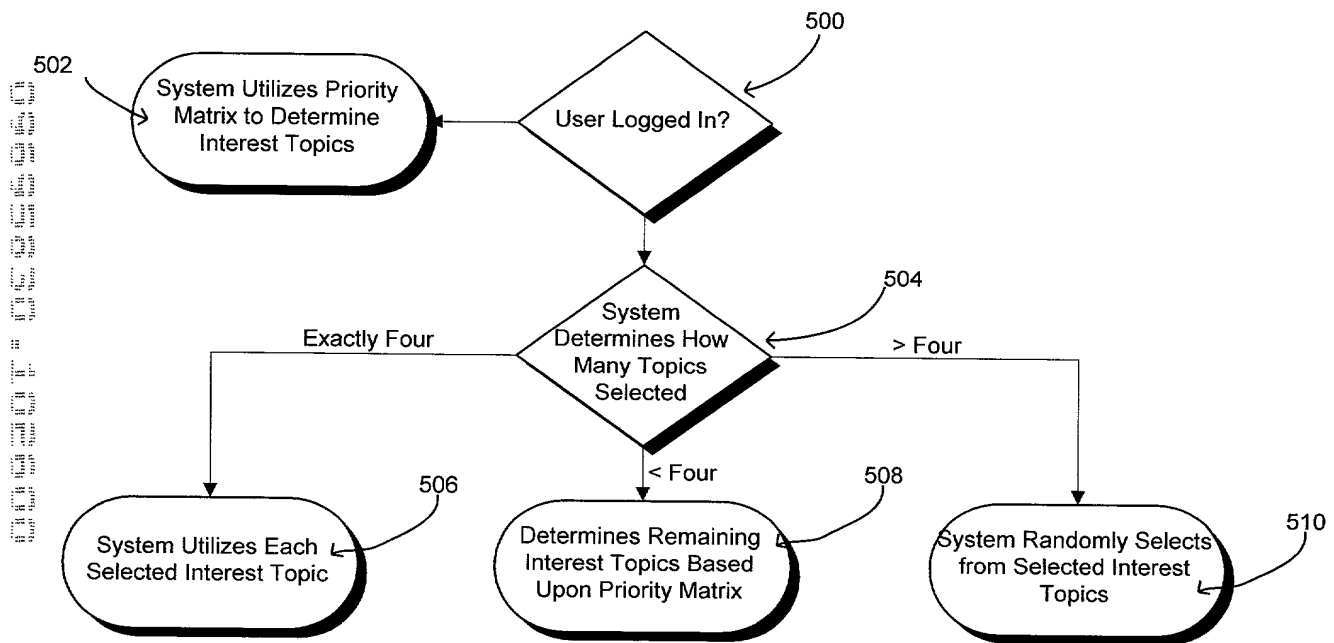 500
502
System Utilizes Priority
Matrix to Determine
Interest Topics
User Logged In?
504
System
Determines How
Many Topics
Selected
Exactly Four
> Four
< Four
506
System Utilizes Each
Selected Interest Topic
508
Determines Remaining
Interest Topics Based
Upon Priority Matrix
510
System Randomly Selects
from Selected Interest
Topics